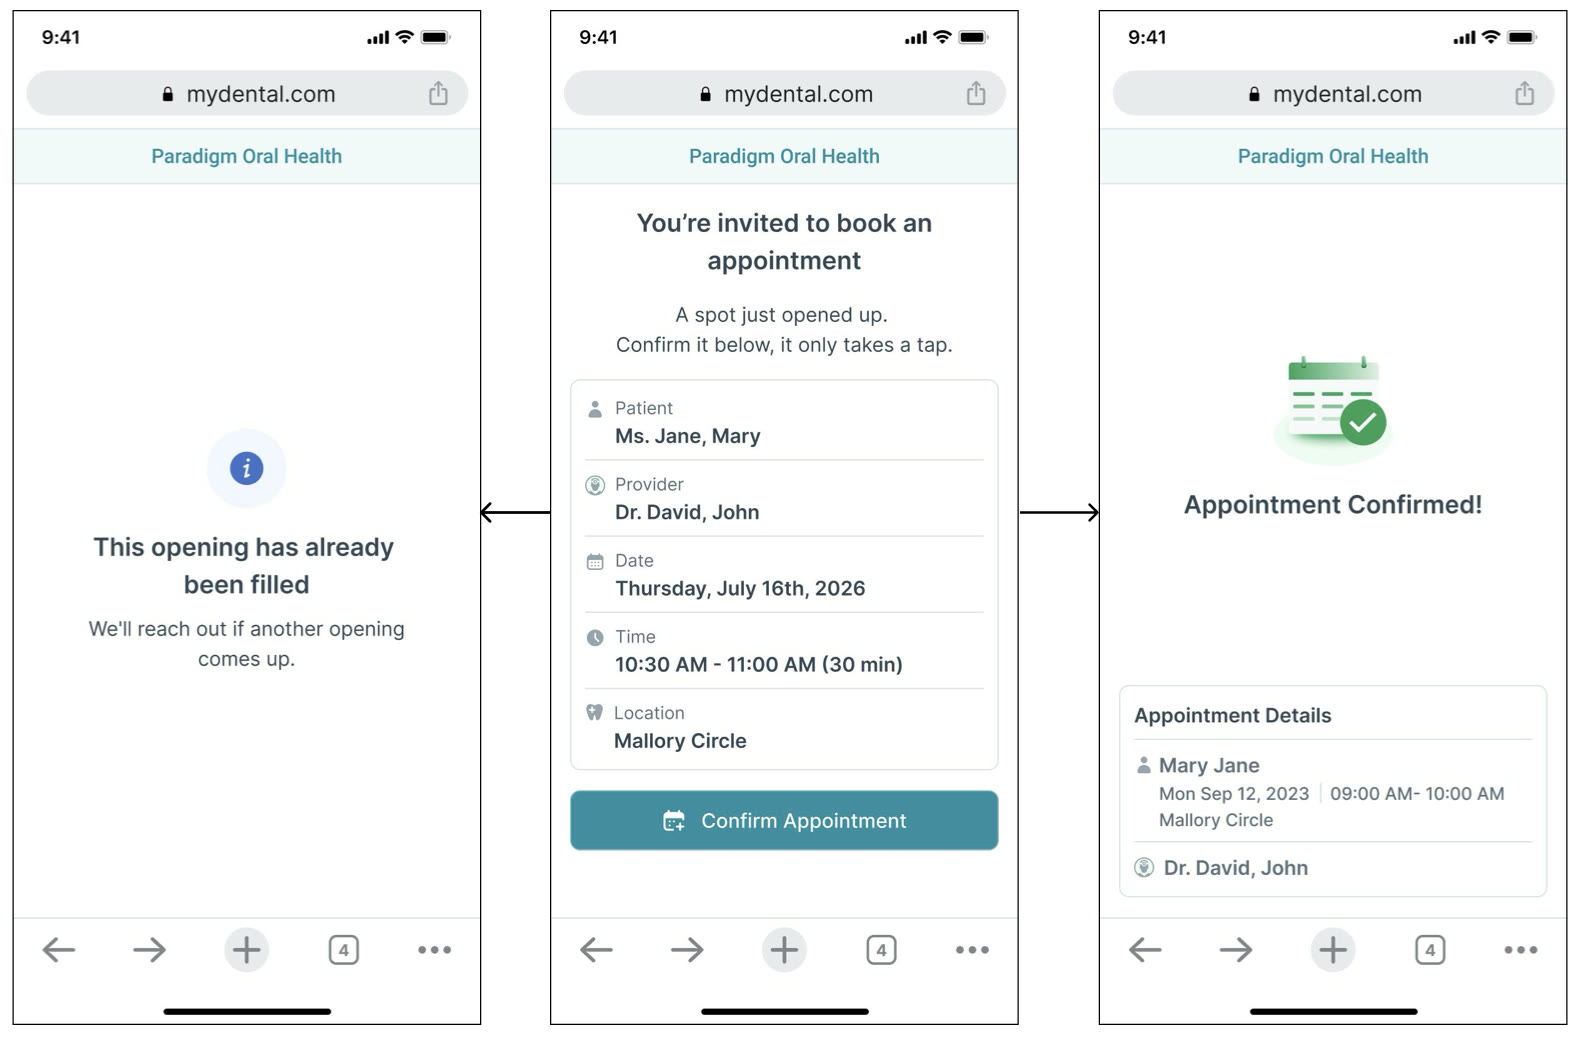 9:41
mydental.com
Paradigm Oral Health
This opening has already
been filled
We'll reach out if another opening
comes up.
4
9:41
mydental.com
Paradigm Oral Health
You’re invited to book an
appointment
A spot just opened up.
Confirm it below, it only takes a tap.
Patient
Ms. Jane, Mary
Provider
Dr. David, John
Date
Thursday, July 16th, 2026
Time
10:30 AM - 11:00 AM (30 min)
Location
Mallory Circle
Confirm Appointment
4
9:41
mydental.com
Paradigm Oral Health
Appointment Confirmed!
Appointment Details
Mary Jane
Mon Sep 12, 2023 09:00 AM- 10:00 AM
Mallory Circle
Dr. David, John
4